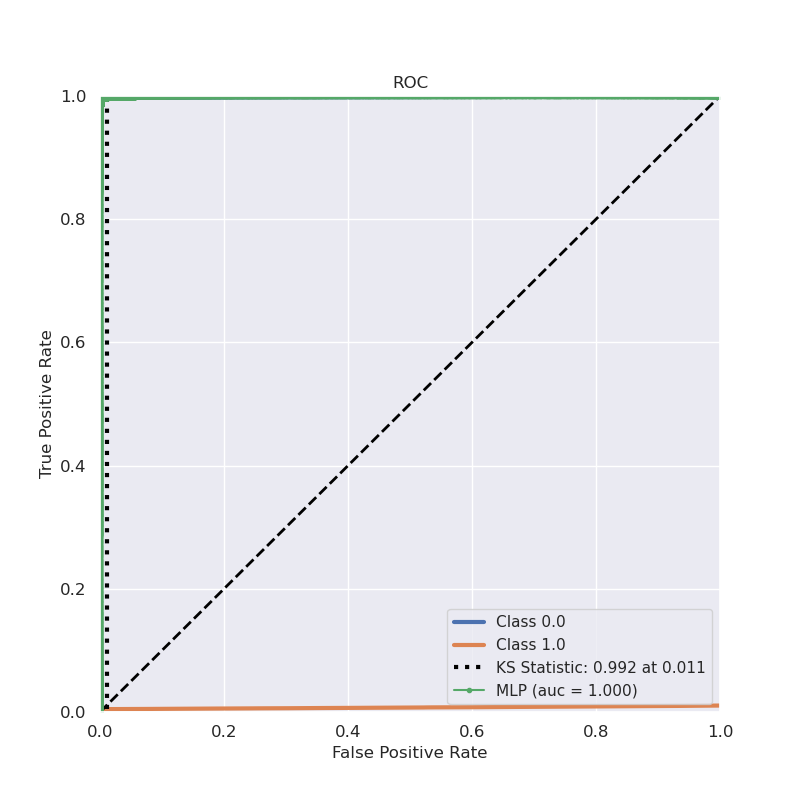 ROC
1.0
0.8
0.6
0.4
0.2
0.0
True Positive Rate
Class 0.0
Class 1.0
KS Statistic: 0.992 at 0.011
MLP (auc = 1.000)
0.0 0.2 0.4 0.6 0.8 1.0
False Positive Rate